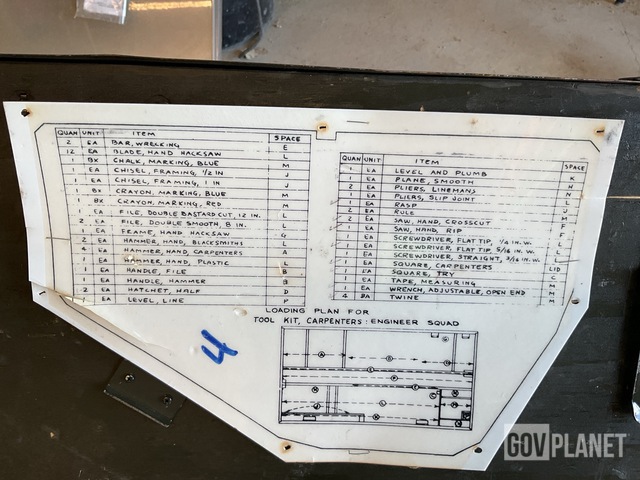 QUAN UNIT ITEM SPACE
2 EA BAR, WRECKING E
12 EA BLADE, HAND HACKSAW L
1 BX CHALK, MARKING, BLUE M
1 EA CHISEL, FRAMING, 1/2 IN J
1 EA CHISEL, FRAMING, 1 IN J
1 BX CRAYON, MARKING, BLUE M
1 BX CRAYON, MARKING, RED M
1 EA FILE, DOUBLE BASTARD CUT, 12 IN. L
2 EA FILE, DOUBLE SMOOTH, 8 IN. L
1 EA FRAME, HAND HACKSAW G
2 EA HAMMER, HAND, BLACKSMITHS L
4 EA HAMMER, HAND, CARPENTERS A
1 EA HAMMER, HAND, PLASTIC L
1 EA HANDLE, FILE B
1 EA HANDLE, HAMMER B
2 EA HATCHET, HALF D
1 EA LEVEL, LINE P
QUAN UNIT ITEM SPACE
1 EA LEVEL AND PLUMB K
1 EA PLANE, SMOOTH H
2 EA PLIERS, LINEMANS N
1 EA PLIERS, SLIP JOINT N
1 EA RASP L
2 EA RULE J
2 EA SAW, HAND, CROSSCUT M
1 EA SAW, HAND, RIP F
1 EA SCREWDRIVER, FLAT TIP, 1/4 IN. W.
1 EA SCREWDRIVER, FLAT TIP 5/16 IN. W. L
1 EA SCREWDRIVER, STRAIGHT, 3/16 IN. W. L
1 EA SQUARE, CARPENTERS LID
1 EA SQUARE, TRY C
1 EA TAPE, MEASURING M
1 EA WRENCH, ADJUSTABLE, OPEN END M
4 BA TWINE M
LOADING PLAN FOR
TOOL KIT, CARPENTERS: ENGINEER SQUAD
4
GOVPLANET